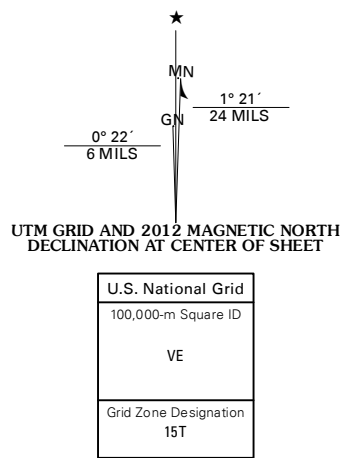 MN
GN
1° 21´
24 MILS
0° 22´
6 MILS
UTM GRID AND 2012 MAGNETIC NORTH
DECLINATION AT CENTER OF SHEET
U.S. National Grid
100,000-m Square ID
VE
Grid Zone Designation
15T